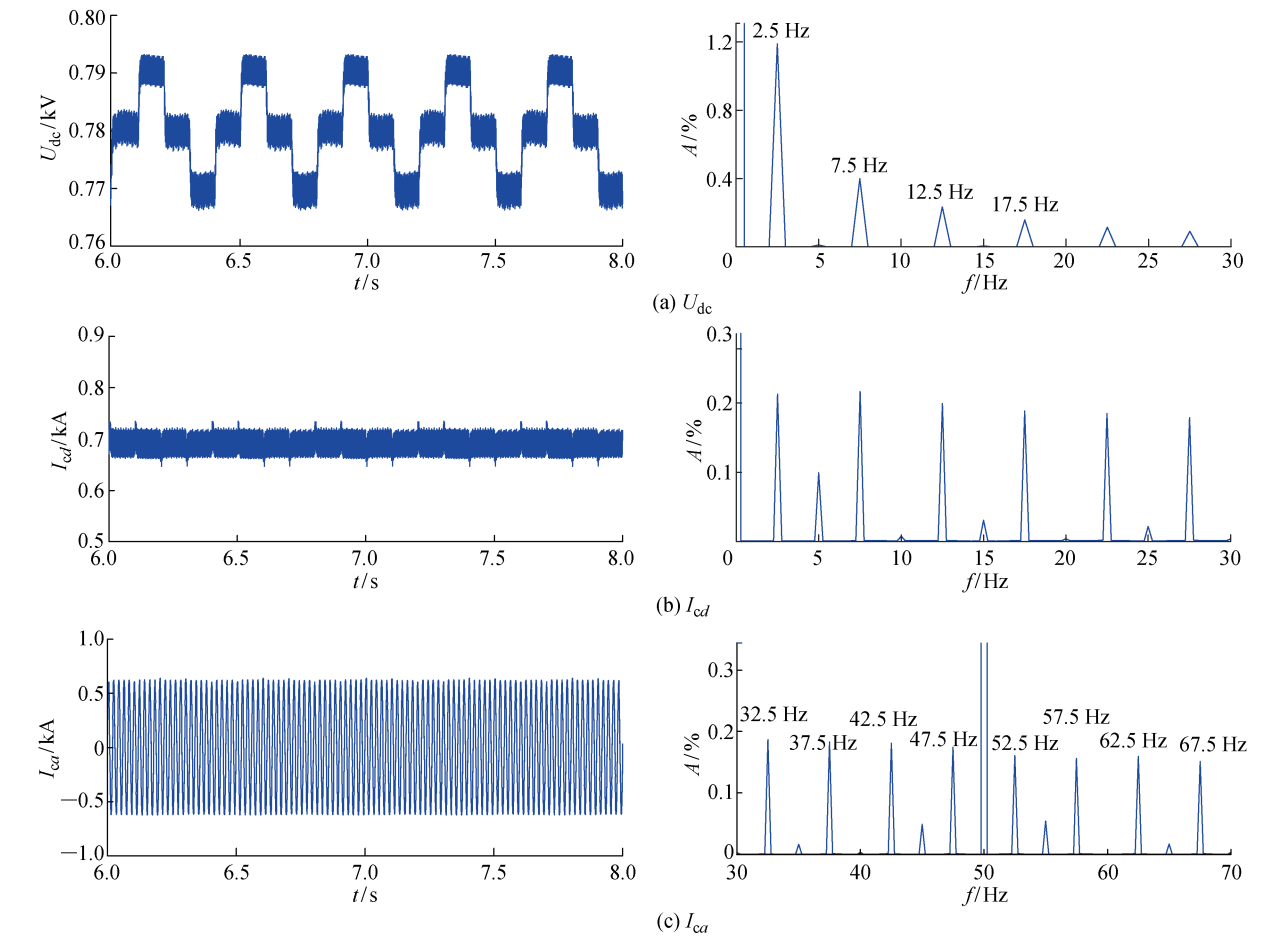 0.80
0.79
0.78
0.77
0.76
U_dc/kV
6.0 6.5 7.0 7.5 8.0
t/s
1.2
0.8
0.4
A/%
2.5 Hz
7.5 Hz
12.5 Hz
17.5 Hz
0 5 10 15 20 25 30
f/Hz
(a) U_dc
0.9
0.8
0.7
0.6
0.5
I_cd/kA
6.0 6.5 7.0 7.5 8.0
t/s
0.3
0.2
0.1
A/%
0 5 10 15 20 25 30
f/Hz
(b) I_cd
1.0
0.5
0
—0.5
—1.0
I_ca/kA
6.0 6.5 7.0 7.5 8.0
t/s
0.3
0.2
0.1
0
A/%
32.5 Hz
37.5 Hz
42.5 Hz
47.5 Hz
52.5 Hz
57.5 Hz
62.5 Hz
67.5 Hz
30 40 50 60 70
f/Hz
(c) I_ca